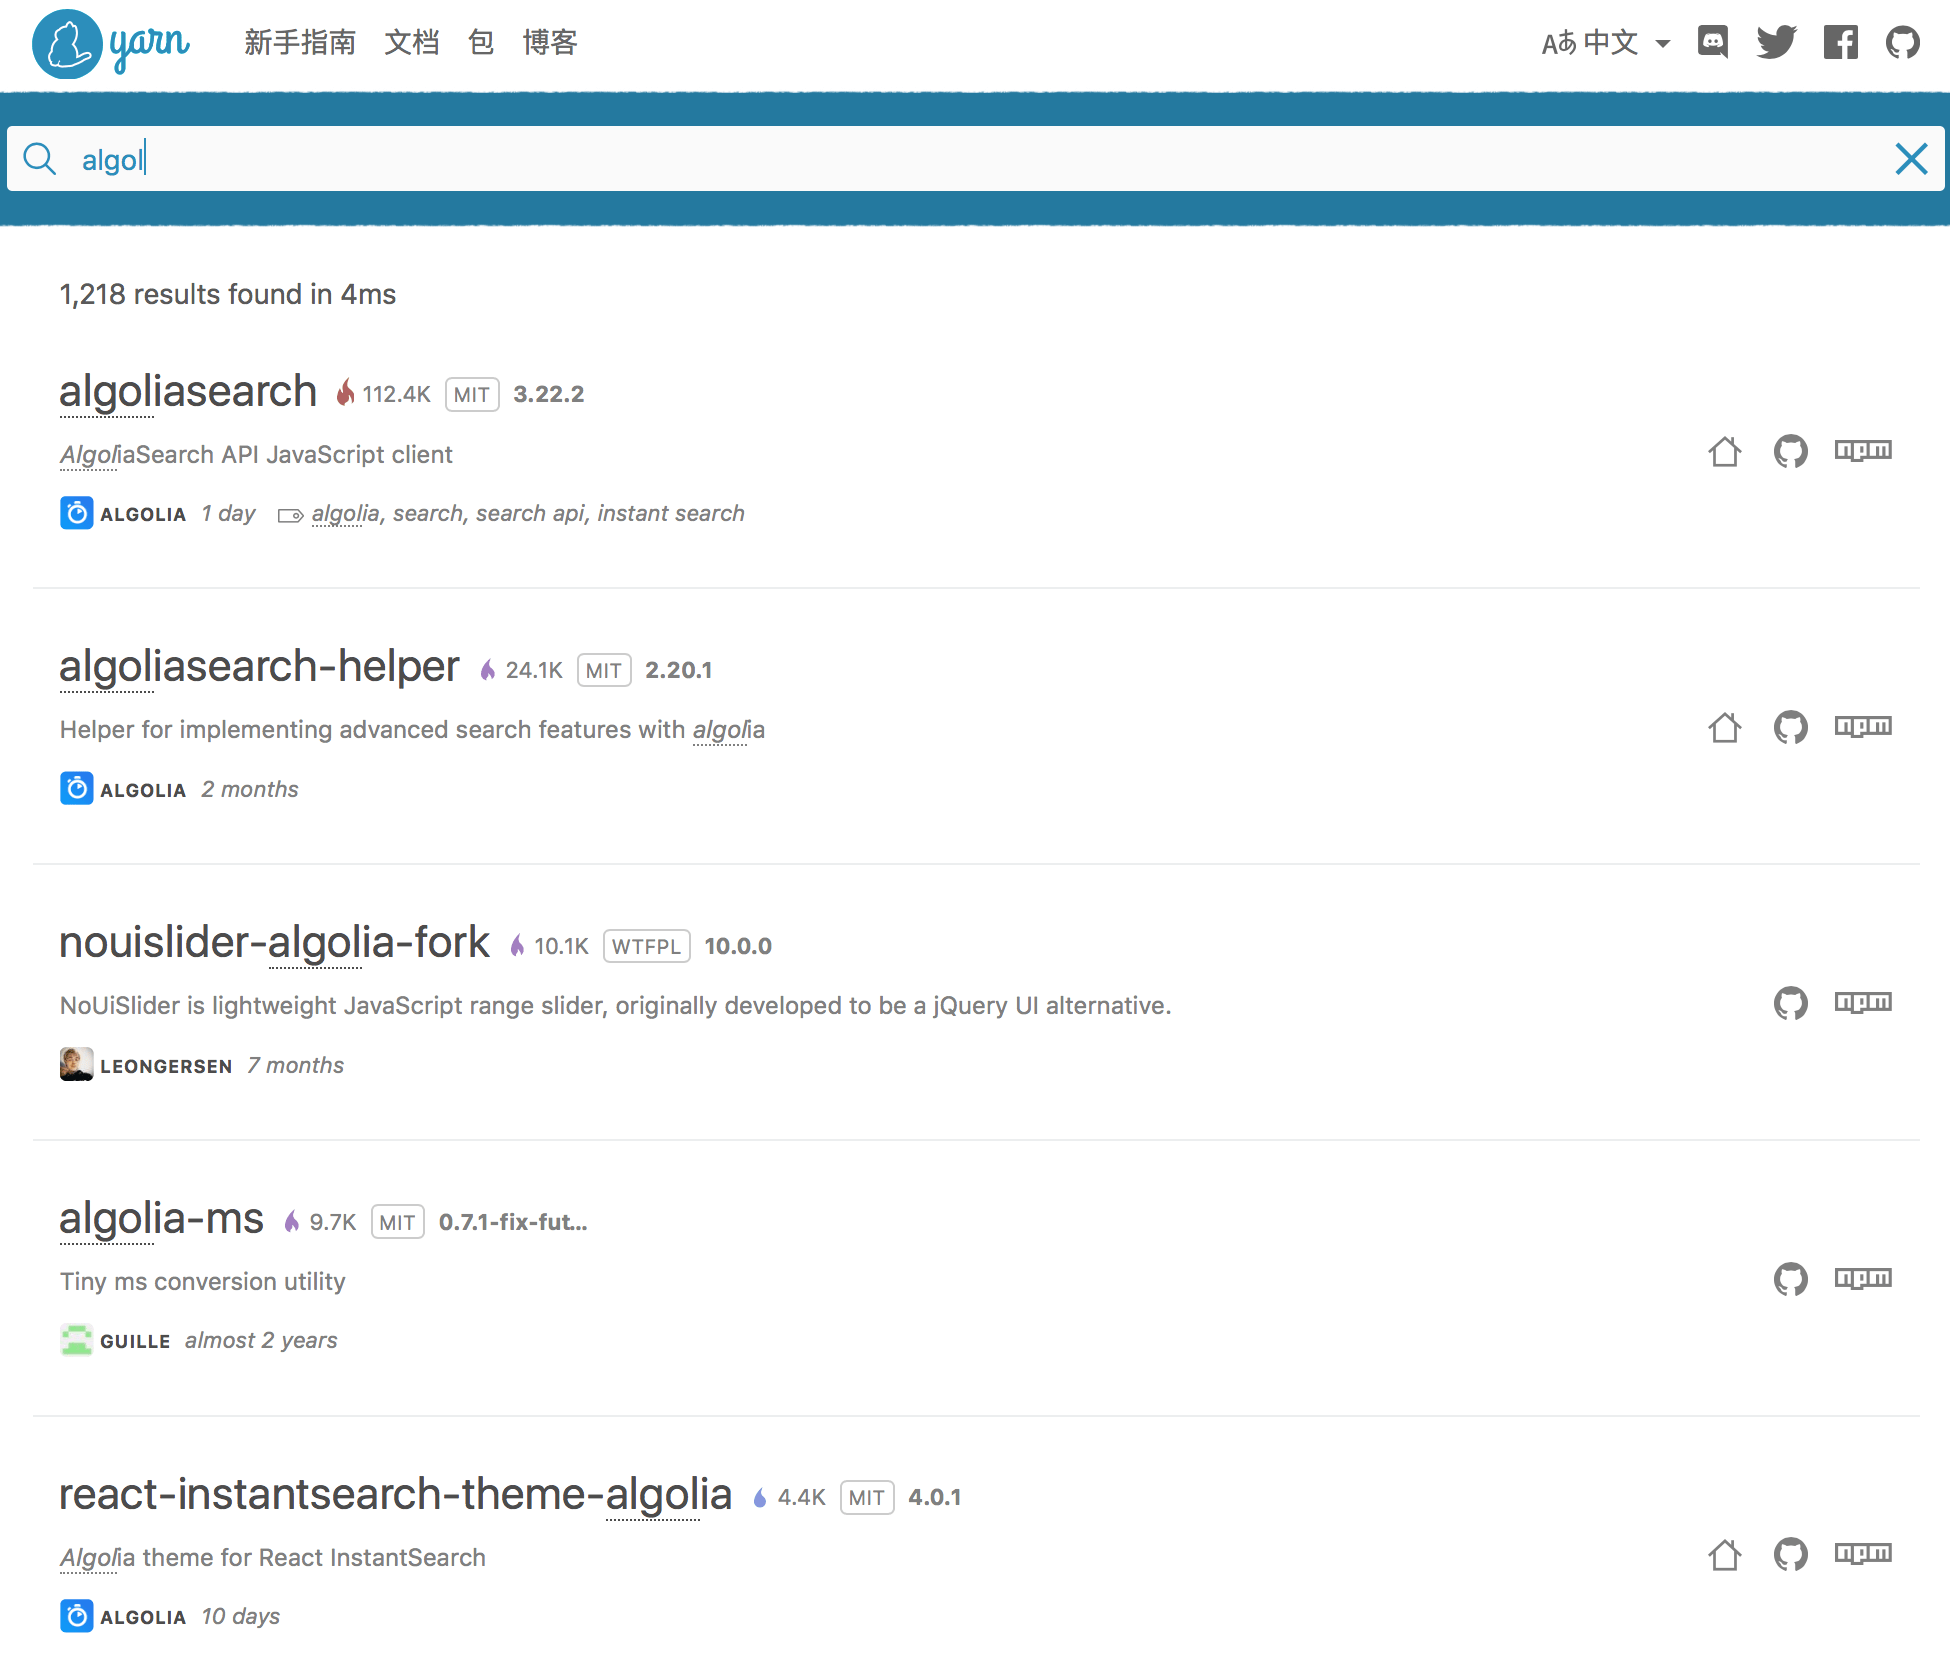 yarn 新手指南 文档 包 博客 Aあ 中文
algol
1,218 results found in 4ms
algoliasearch 112.4K MIT 3.22.2
AlgoliaSearch API JavaScript client
npm
ALGOLIA 1 day algolia, search, search api, instant search
algoliasearch-helper 24.1K MIT 2.20.1
Helper for implementing advanced search features with algolia
npm
ALGOLIA 2 months
nouislider-algolia-fork 10.1K WTFPL 10.0.0
NoUiSlider is lightweight JavaScript range slider, originally developed to be a jQuery UI alternative.
npm
LEONGERSEN 7 months
algolia-ms 9.7K MIT 0.7.1-fix-fut...
Tiny ms conversion utility
npm
GUILLE almost 2 years
react-instantsearch-theme-algolia 4.4K MIT 4.0.1
Algolia theme for React InstantSearch
npm
ALGOLIA 10 days